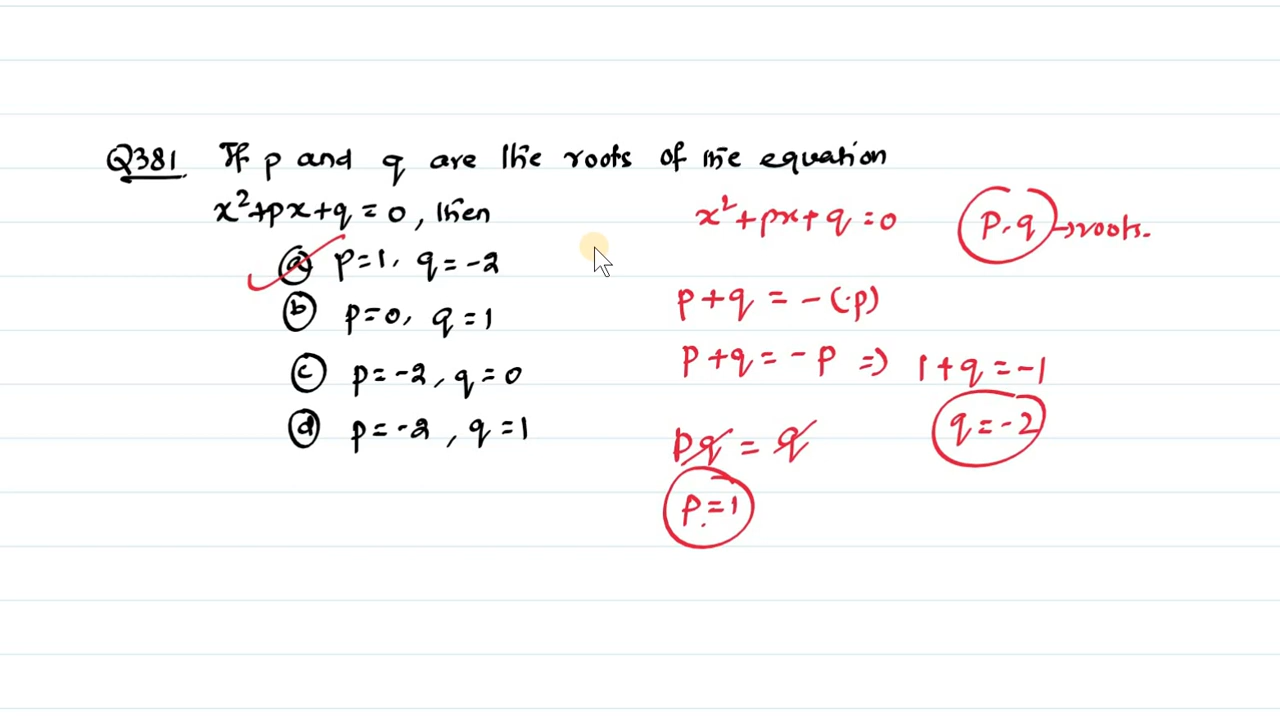 Q381 If p and q are the roots of the equation
x²+px+q=0, then
(a) p=1, q=-2
(b) p=0, q=1
(c) p=-2, q=0
(d) p=-2, q=1
x²+px+q=0 p,q →roots.
p+q = -(p)
p+q = -p => 1+q=-1
q=-2
pq = q
p=1